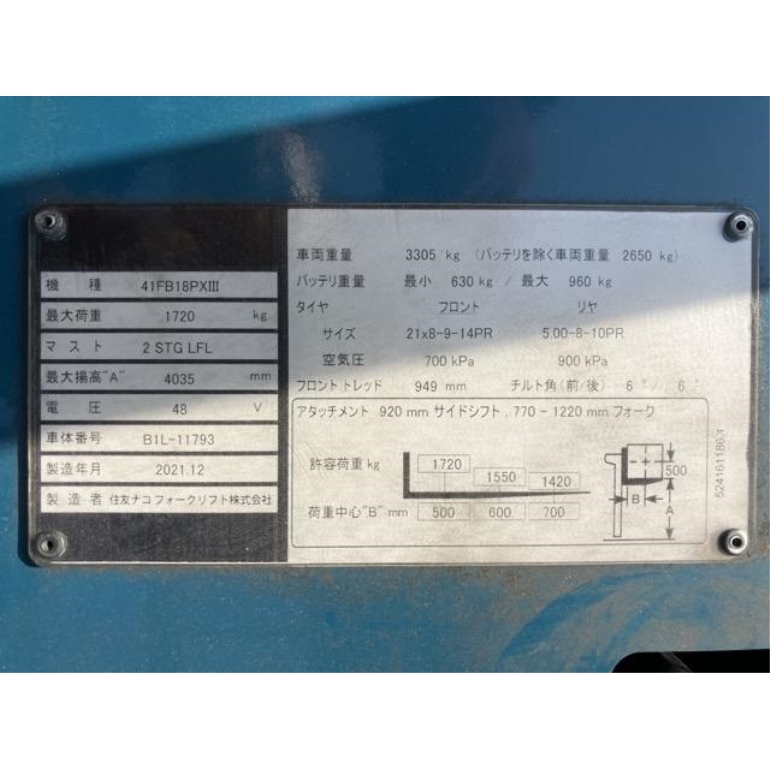 機 種 41FB18PXIII
最大荷重 1720 kg
マ ス ト 2 STG LFL
最大揚高"A" 4035 mm
電 圧 48 V
車体番号 B1L-11793
製造年月 2021.12
製 造 者 住友ナコ フォークリフト株式会社
車両重量 3305 kg (バッテリを除く車両重量 2650 kg)
バッテリ重量 最小 630 kg / 最大 960 kg
タイヤ フロント リヤ
サイズ 21x8-9-14PR 5.00-8-10PR
空気圧 700 kPa 900 kPa
フロントトレッド 949 mm チルト角(前/後) 6 °/ 6 °
アタッチメント 920 mm サイドシフト, 770 - 1220 mm フォーク
許容荷重 kg 1720 1550 1420
荷重中心"B" mm 500 600 700
500
B
A
524161186.1